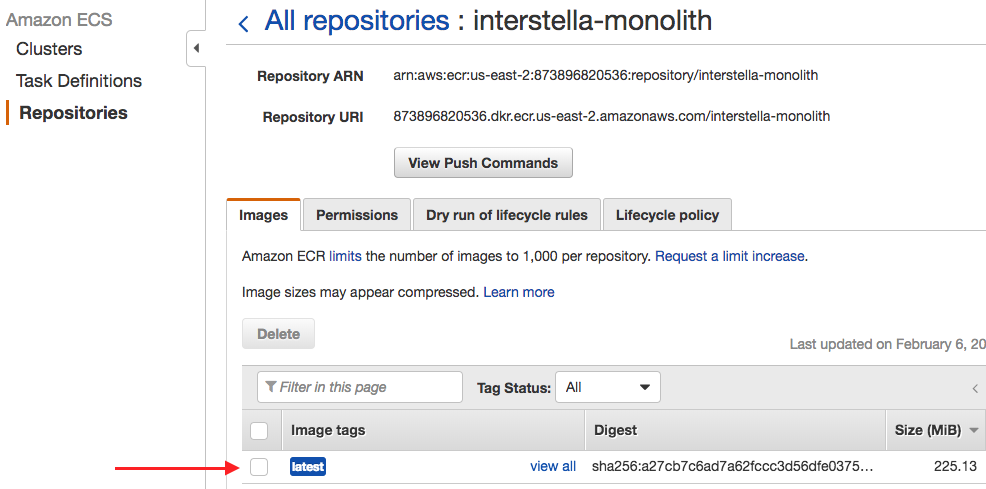 Amazon ECS
Clusters
Task Definitions
Repositories
All repositories : interstella-monolith
Repository ARN arn:aws:ecr:us-east-2:873896820536:repository/interstella-monolith
Repository URI 873896820536.dkr.ecr.us-east-2.amazonaws.com/interstella-monolith
View Push Commands
Images Permissions Dry run of lifecycle rules Lifecycle policy
Amazon ECR limits the number of images to 1,000 per repository. Request a limit increase.
Image sizes may appear compressed. Learn more
Delete
Last updated on February 6, 20
Filter in this page Tag Status: All
Image tags Digest Size (MiB)
latest view all sha256:a27cb7c6ad7a62fccc3d56dfe0375... 225.13